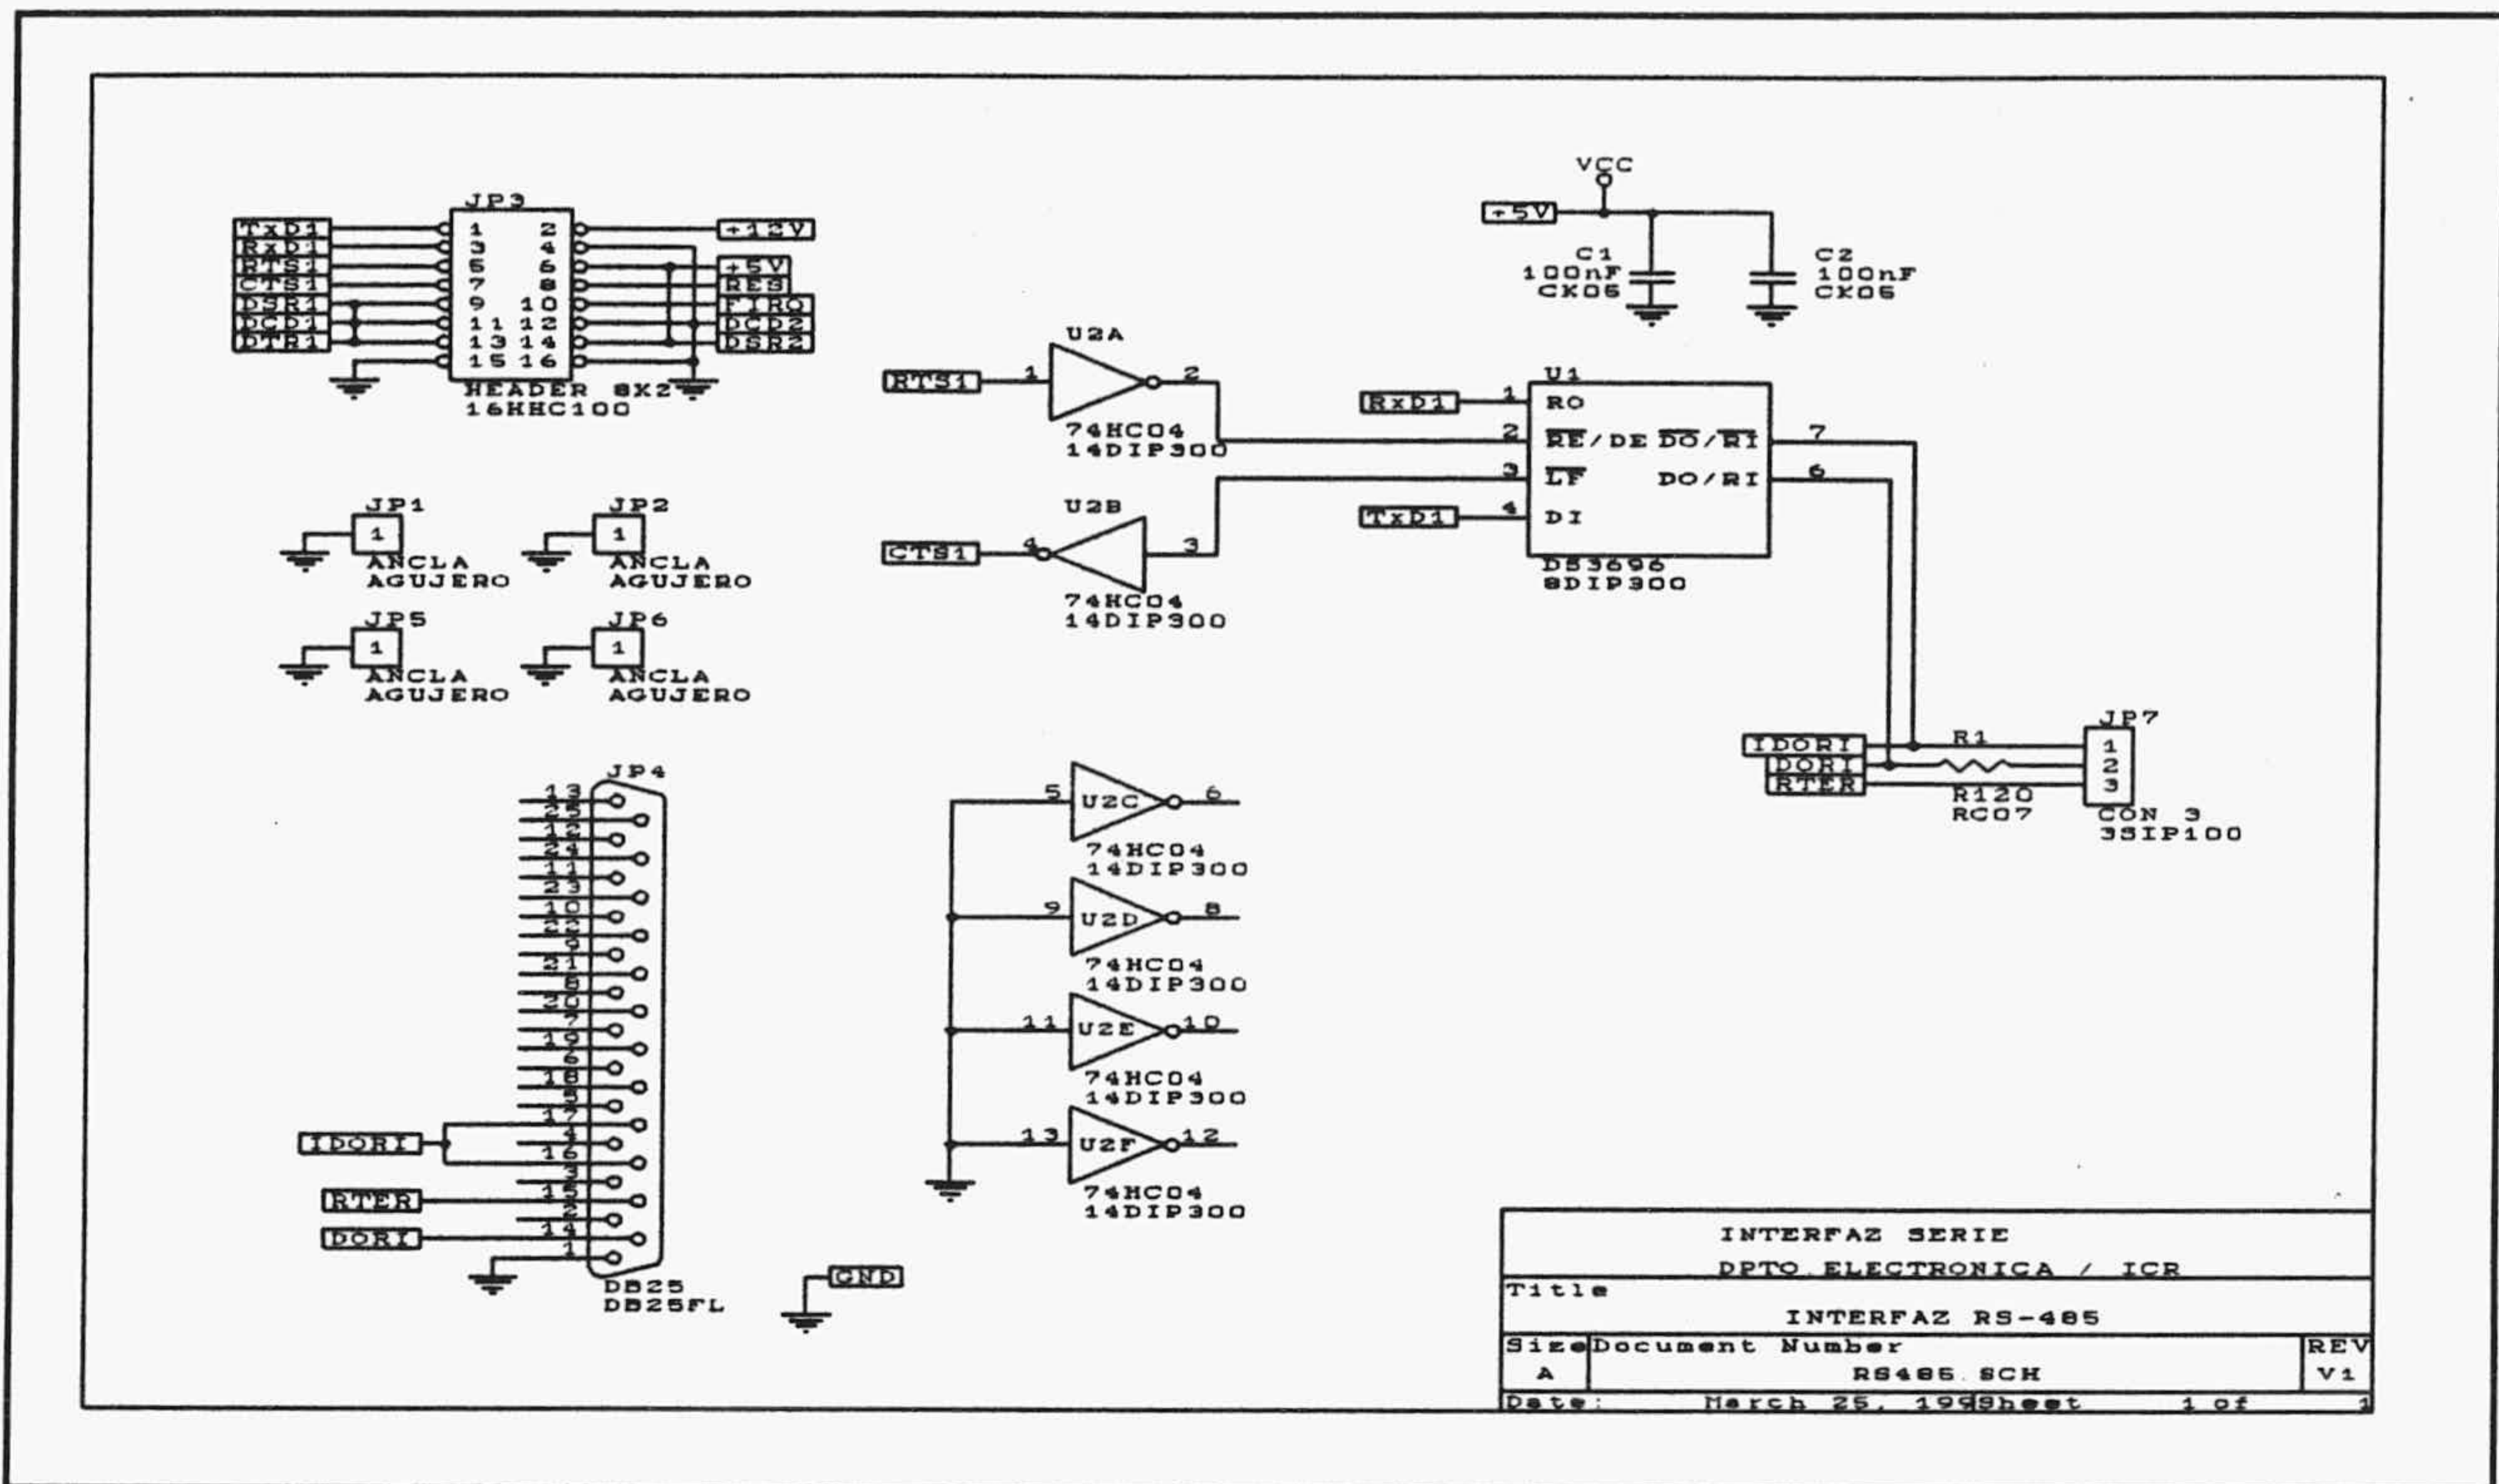 JP3
TxD1 1 2 +12V
RxD1 3 4
RTS1 5 6 +5V
CTS1 7 8 RES
DSR1 9 10 FIRQ
DCD1 11 12 DCD2
DTR1 13 14 DSR2
15 16
HEADER 8X2
16HHC100
VCC
+5V
C1
100nF
CK05
C2
100nF
CK05
U2A
RTS1 1 2
74HC04
14DIP300
U2B
CTS1 4 3
74HC04
14DIP300
U1
RxD1 1 RO
2 RE/DE DO/RI 7
3 LF DO/RI 6
TxD1 4 DI
DS3696
8DIP300
JP1
1
ANCLA
AGUJERO
JP2
1
ANCLA
AGUJERO
JP5
1
ANCLA
AGUJERO
JP6
1
ANCLA
AGUJERO
JP7
IDORI R1 1
DORI 2
RTER 3
R120
RC07
CON 3
3SIP100
JP4
13
25
12
24
11
23
10
22
9
21
8
20
7
19
6
18
5
17
IDORI 4
16
3
RTER 15
2
DORI 14
1
DB25
DB25FL
5 U2C 6
74HC04
14DIP300
9 U2D 8
74HC04
14DIP300
11 U2E 10
74HC04
14DIP300
13 U2F 12
74HC04
14DIP300
GND
INTERFAZ SERIE
DPTO.ELECTRONICA / ICR
Title
INTERFAZ RS-485
Size Document Number REV
A RS485.SCH V1
Date: March 25, 199 Sheet 1 of 1